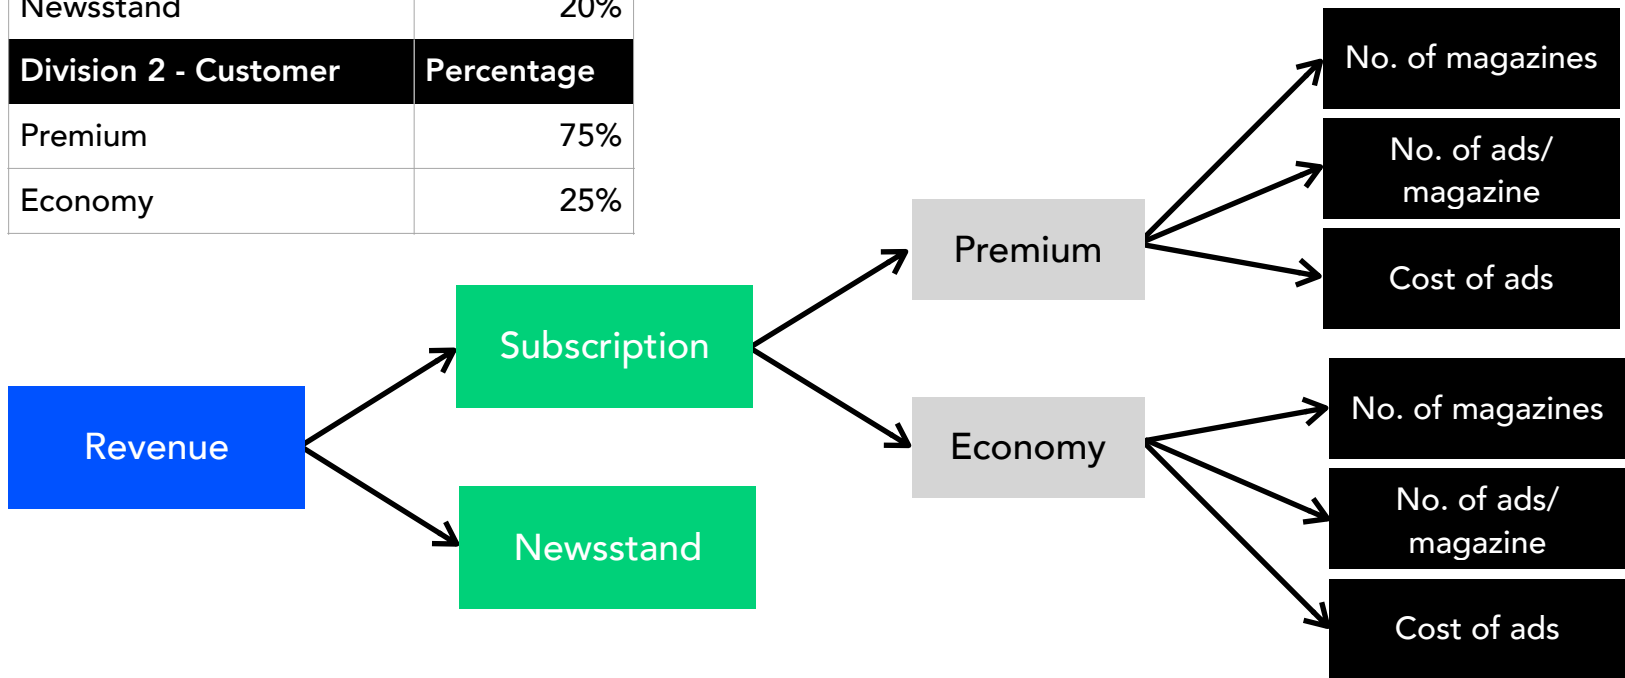 Newsstand 20%
Division 2 - Customer Percentage
Premium 75%
Economy 25%
Revenue
Subscription
Newsstand
Premium
Economy
No. of magazines
No. of ads/
magazine
Cost of ads
No. of magazines
No. of ads/
magazine
Cost of ads